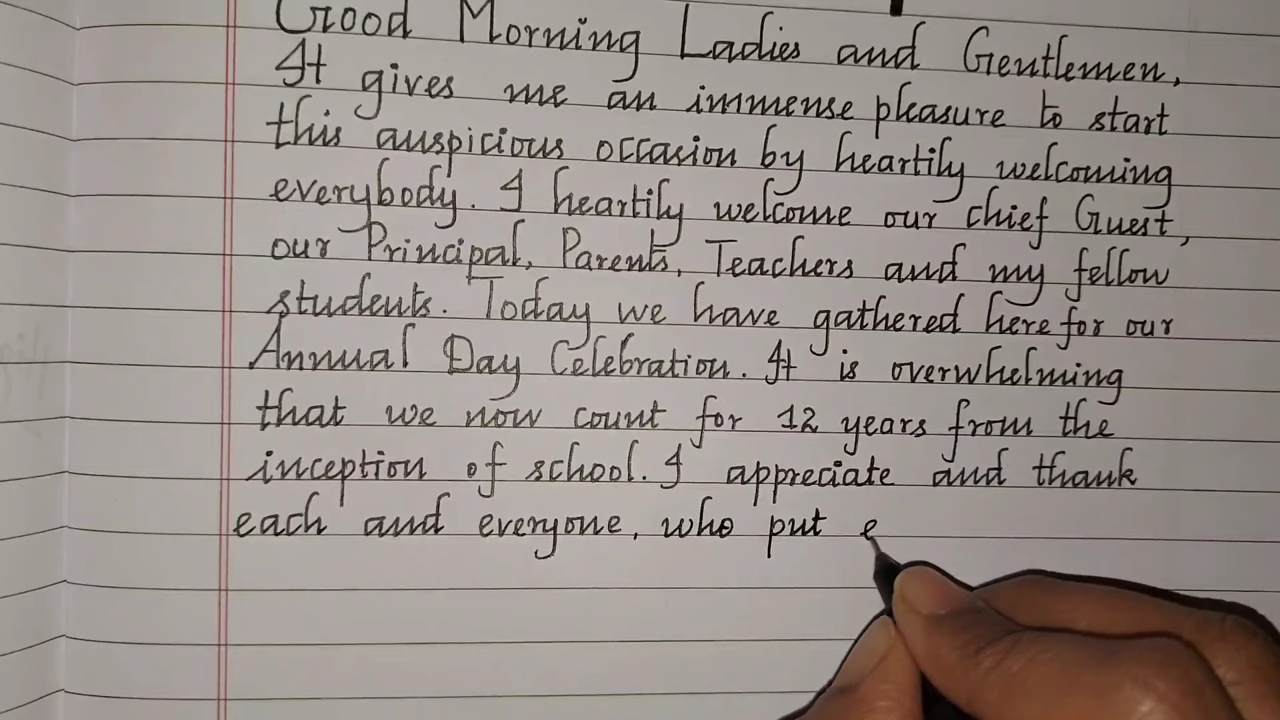 Good Morning Ladies and Gentlemen,
It gives me an immense pleasure to start
this auspicious occasion by heartily welcoming
everybody. I heartily welcome our chief Guest,
our Principal, Parents, Teachers and my fellow
students. Today we have gathered here for our
Annual Day Celebration. It is overwhelming
that we now count for 12 years from the
inception of school. I appreciate and thank
each and everyone, who put e